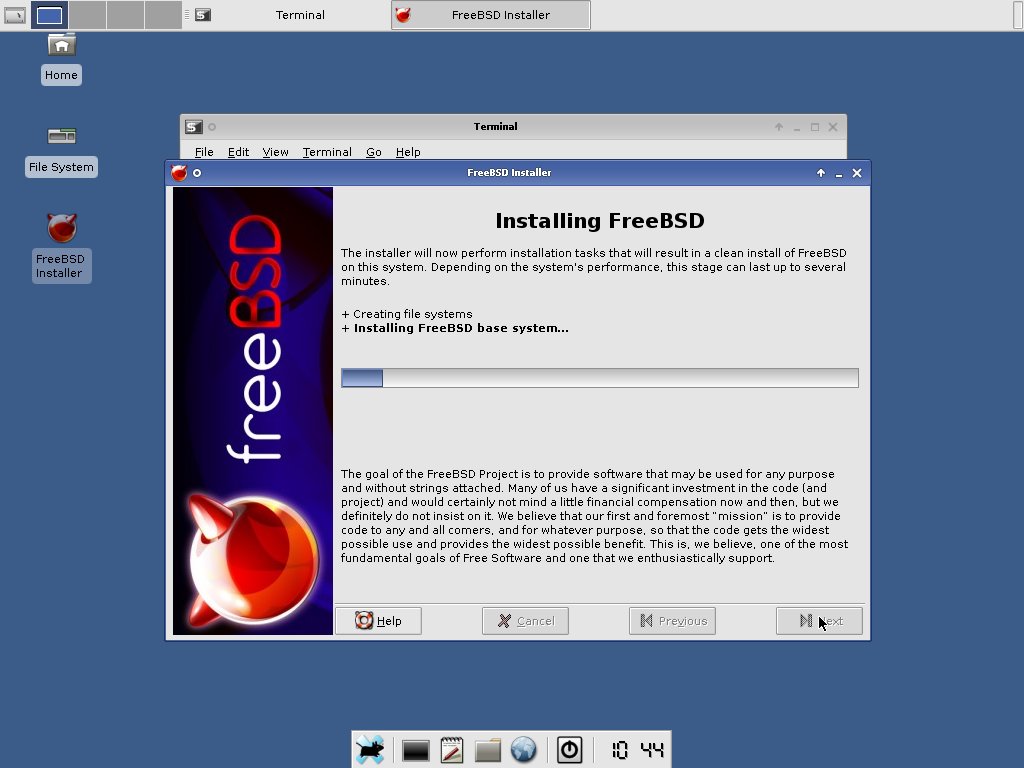 Terminal
FreeBSD Installer
Home
File System
FreeBSD
Installer
Terminal
File Edit View Terminal Go Help
FreeBSD Installer
freeBSD
Installing FreeBSD
The installer will now perform installation tasks that will result in a clean install of FreeBSD
on this system. Depending on the system's performance, this stage can last up to several
minutes.
+ Creating file systems
+ Installing FreeBSD base system...
The goal of the FreeBSD Project is to provide software that may be used for any purpose
and without strings attached. Many of us have a significant investment in the code (and
project) and would certainly not mind a little financial compensation now and then, but we
definitely do not insist on it. We believe that our first and foremost "mission" is to provide
code to any and all comers, and for whatever purpose, so that the code gets the widest
possible use and provides the widest possible benefit. This is, we believe, one of the most
fundamental goals of Free Software and one that we enthusiastically support.
Help Cancel Previous Next
10 44